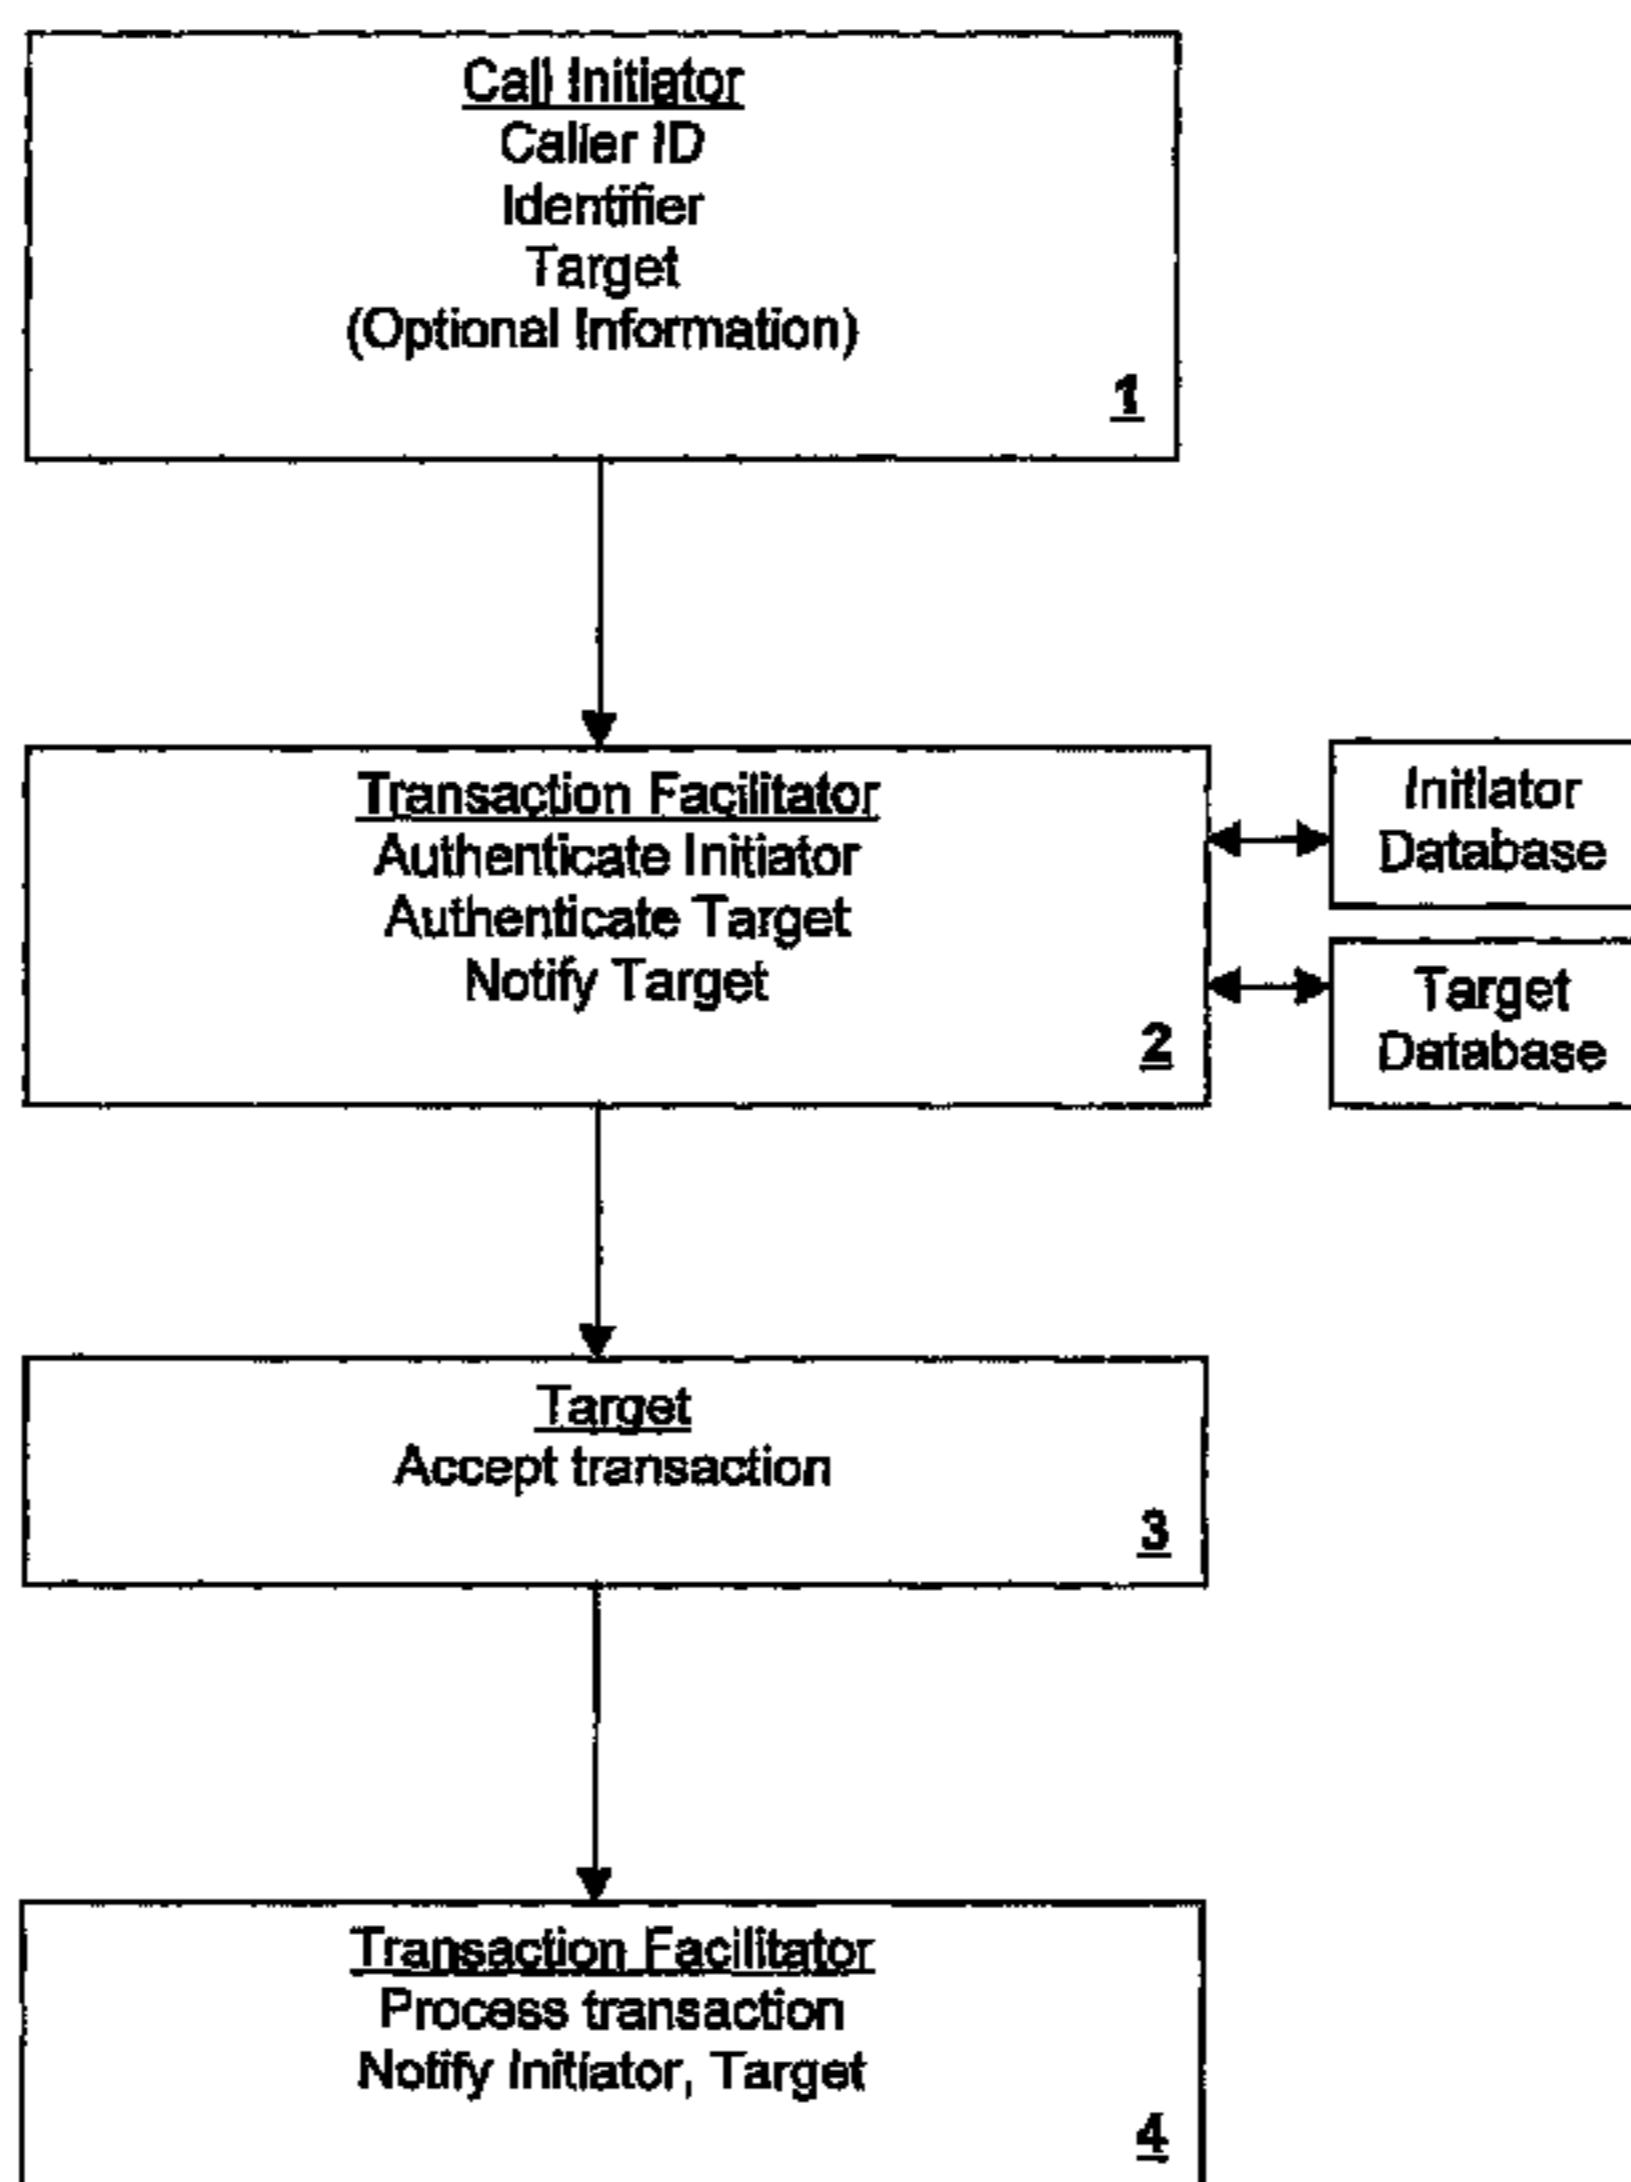 Call Initiator
Caller ID
Identifier
Target
(Optional Information)
1
Transaction Facilitator
Authenticate Initiator
Authenticate Target
Notify Target
2
Initiator
Database
Target
Database
Target
Accept transaction
3
Transaction Facilitator
Process transaction
Notify Initiator, Target
4